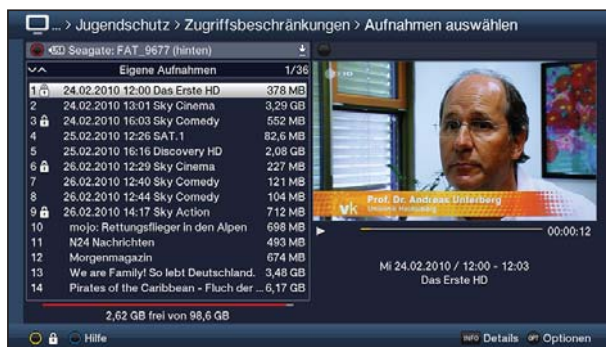 ... > Jugendschutz > Zugriffsbeschränkungen > Aufnahmen auswählen
Seagate: FAT_9677 (hinten)
Eigene Aufnahmen 1/36
1 24.02.2010 12:00 Das Erste HD 378 MB
2 24.02.2010 13:01 Sky Cinema 3,29 GB
3 24.02.2010 16:03 Sky Comedy 552 MB
4 25.02.2010 12:26 SAT.1 82,6 MB
5 25.02.2010 16:16 Discovery HD 2,08 GB
6 26.02.2010 12:29 Sky Cinema 227 MB
7 26.02.2010 12:40 Sky Comedy 121 MB
8 26.02.2010 12:44 Sky Comedy 104 MB
9 26.02.2010 14:17 Sky Action 712 MB
10 mojo: Rettungsflieger in den Alpen 698 MB
11 N24 Nachrichten 493 MB
12 Morgenmagazin 674 MB
13 We are Family! So lebt Deutschland. 3,48 GB
14 Pirates of the Caribbean - Fluch der ... 6,17 GB
2,62 GB frei von 98,6 GB
HD
vk
Prof. Dr. Andreas Unterberg
00:00:12
Mi 24.02.2010 / 12:00 - 12:03
Das Erste HD
Hilfe
INFO Details
OPT Optionen